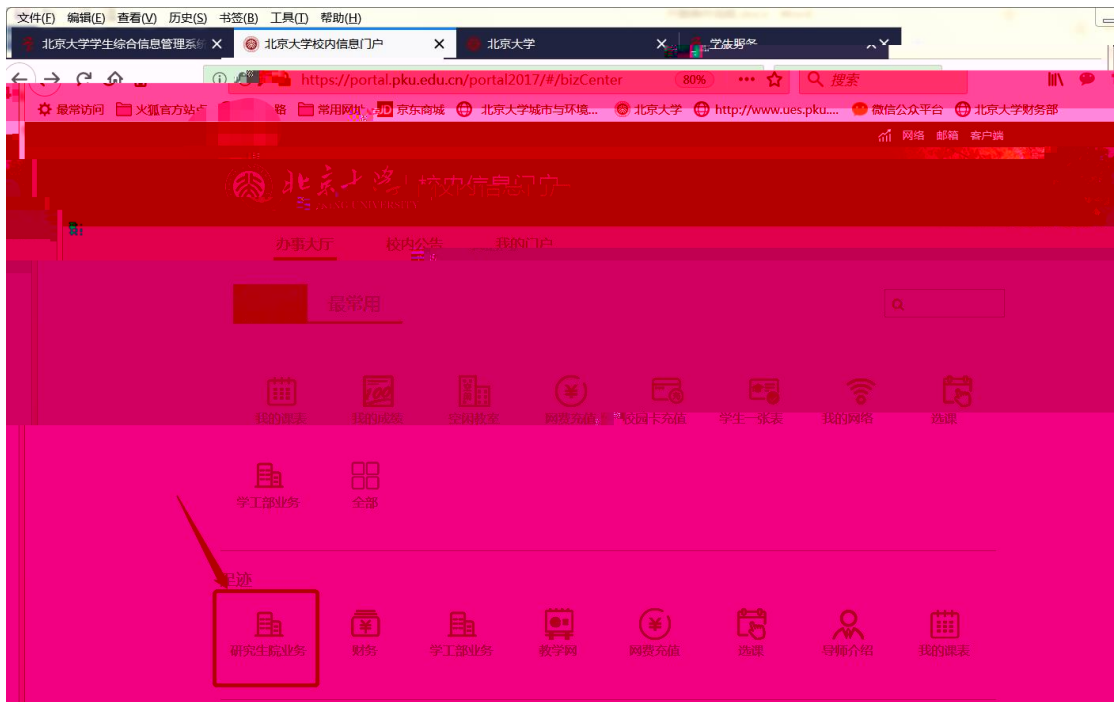 文件(F) 编辑(E) 查看(V) 历史(S) 书签(B) 工具(T) 帮助(H)
北京大学学生综合信息管理系统 北京大学校内信息门户 北京大学
https://portal.pku.edu.cn/portal2017/#/bizCenter 80% 搜索
最常访问 火狐官方站点 常用网址 JD 京东商城 北京大学城市与环境... 北京大学 http://www.ues.pku.... 微信公众平台 北京大学财务部
网络 邮箱 客户端
北京大学 校内信息门户
办事大厅 校内公告 我的门户
最常用
我的课表 我的成绩 空闲教室 网费充值 校园卡充值 学生一张表 我的网络 选课
学工部业务 全部
足迹
研究生院业务 财务 学工部业务 教学网 网费充值 选课 导师介绍 我的课表